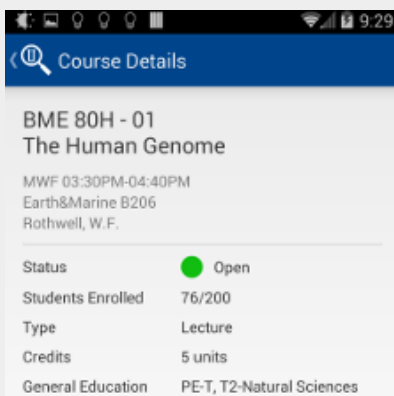 9:29
Course Details
BME 80H - 01
The Human Genome
MWF 03:30PM-04:40PM
Earth&Marine B206
Rothwell, W.F.
Status Open
Students Enrolled 76/200
Type Lecture
Credits 5 units
General Education PE-T, T2-Natural Sciences